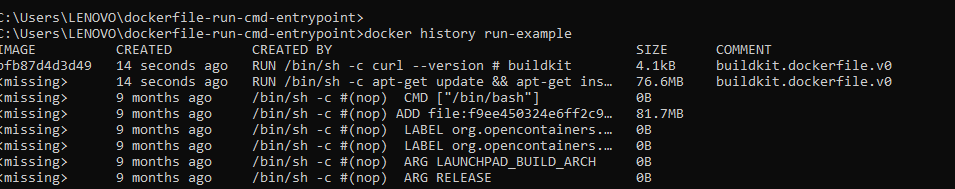 C:\Users\LENOVO\dockerfile-run-cmd-entrypoint>
C:\Users\LENOVO\dockerfile-run-cmd-entrypoint>docker history run-example
IMAGE CREATED CREATED BY SIZE COMMENT
bfb87d4d3d49 14 seconds ago RUN /bin/sh -c curl --version # buildkit 4.1kB buildkit.dockerfile.v0
<missing> 14 seconds ago RUN /bin/sh -c apt-get update && apt-get ins… 76.6MB buildkit.dockerfile.v0
<missing> 9 months ago /bin/sh -c #(nop) CMD ["/bin/bash"] 0B
<missing> 9 months ago /bin/sh -c #(nop) ADD file:f9ee450324e6ff2c9… 81.7MB
<missing> 9 months ago /bin/sh -c #(nop) LABEL org.opencontainers.… 0B
<missing> 9 months ago /bin/sh -c #(nop) LABEL org.opencontainers.… 0B
<missing> 9 months ago /bin/sh -c #(nop) ARG LAUNCHPAD_BUILD_ARCH 0B
<missing> 9 months ago /bin/sh -c #(nop) ARG RELEASE 0B